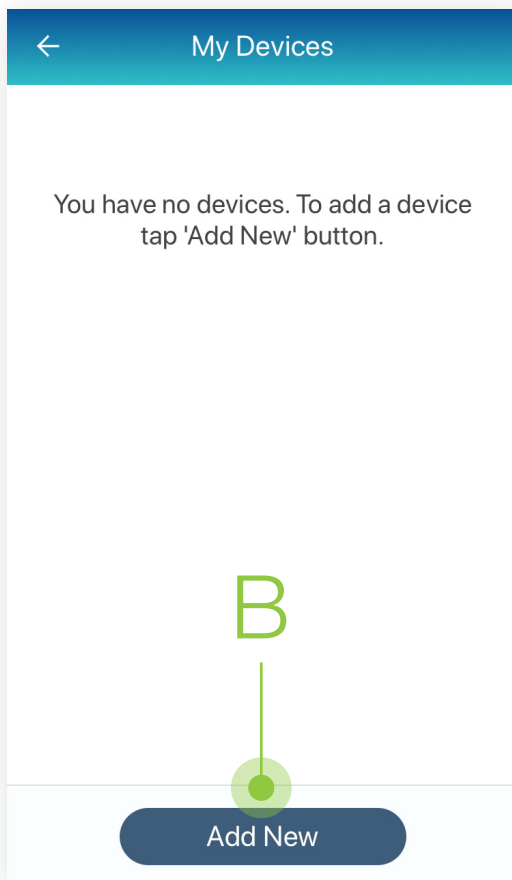 My Devices
You have no devices. To add a device
tap 'Add New' button.
B
Add New